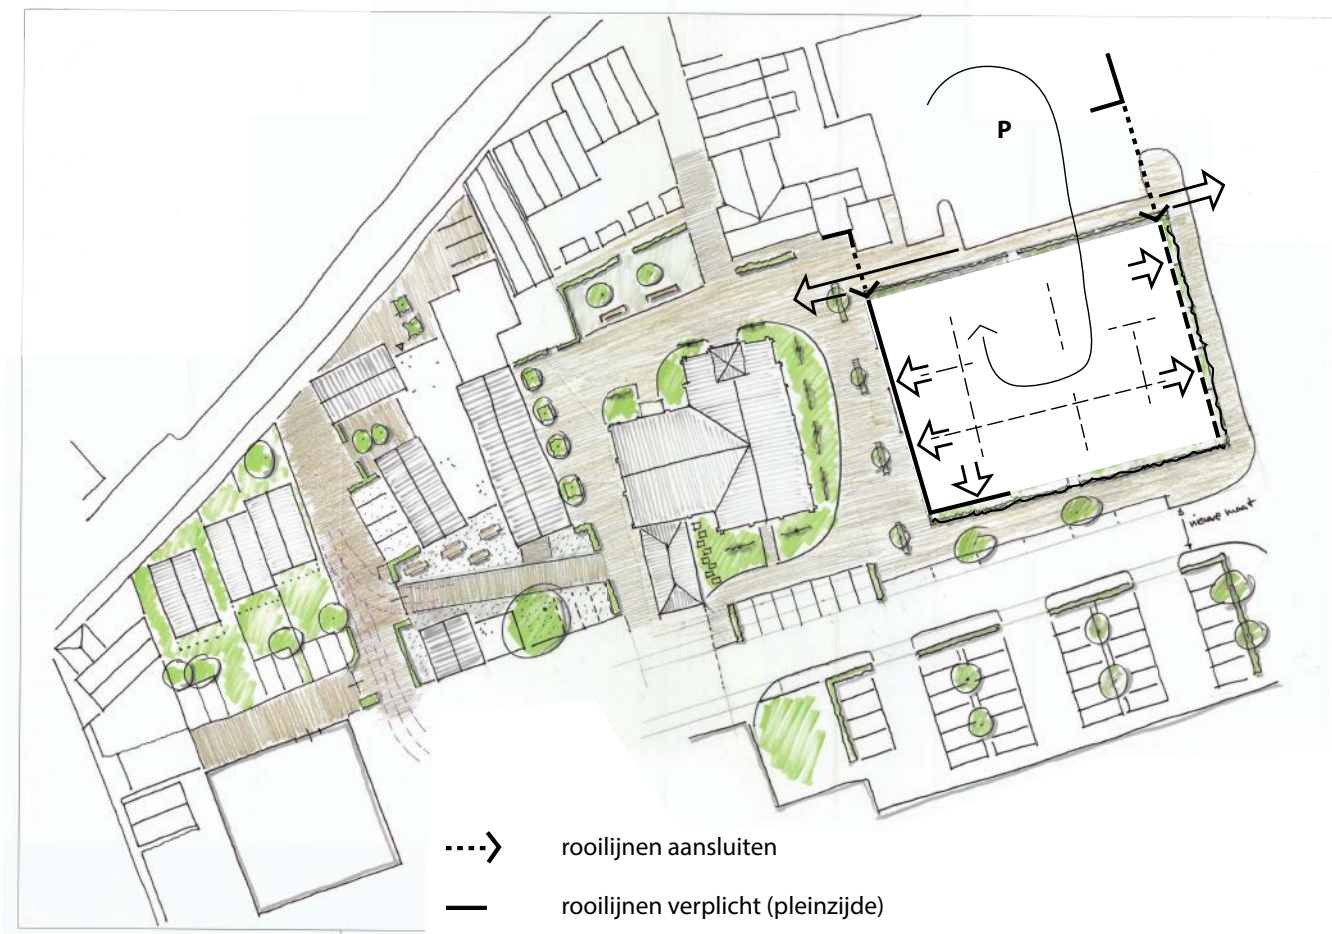 P
nieuwe maat
rooilijnen aansluiten
rooilijnen verplicht (pleinzijde)